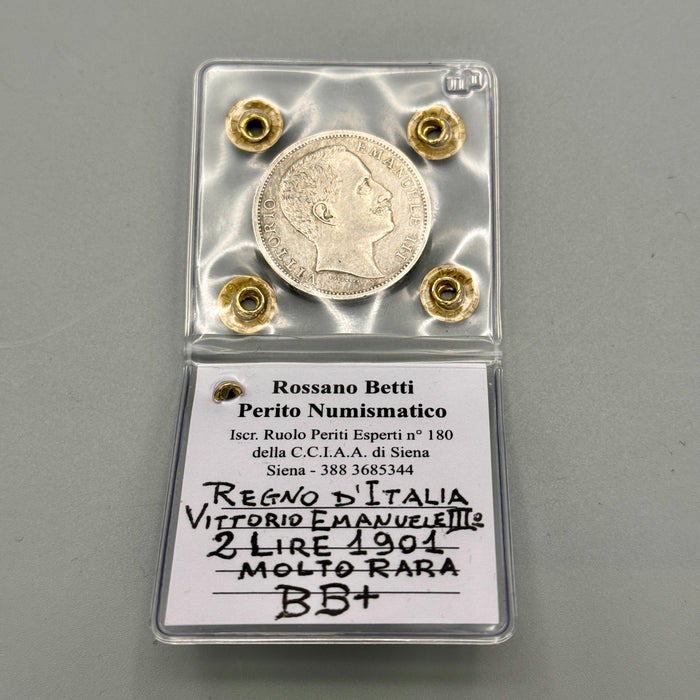 VITTORIO EMANUELE III
Rossano Betti
Perito Numismatico
Iscr. Ruolo Periti Esperti n° 180
della C.C.I.A.A. di Siena
Siena - 388 3685344
REGNO D'ITALIA
VITTORIO EMANUELE IIIº
2 LIRE 1901
MOLTO RARA
BB+